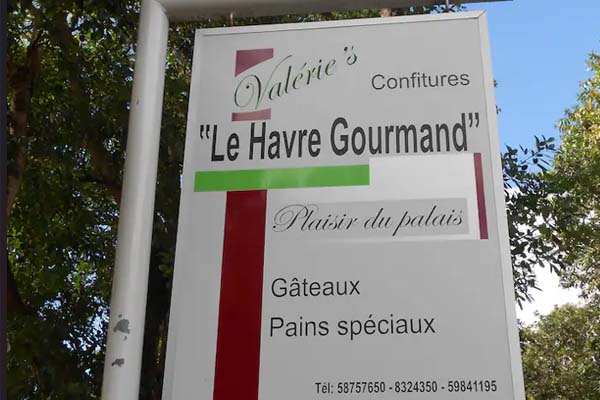 Valérie's
Confitures
"Le Havre Gourmand"
Plaisir du palais
Gâteaux
Pains spéciaux
Tél: 58757650 - 8324350 - 59841195